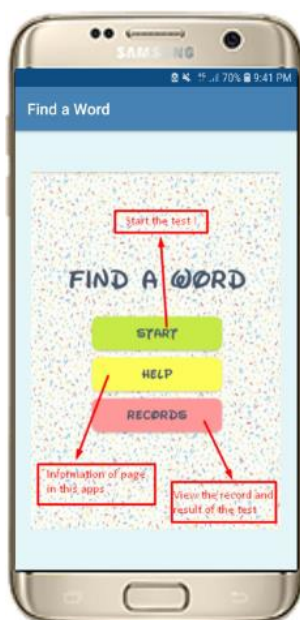 SAMSUNG
70% 9:41 PM
Find a Word
Start the test !
FIND A WORD
START
HELP
RECORDS
Information of page
in this apps
View the record and
result of the test